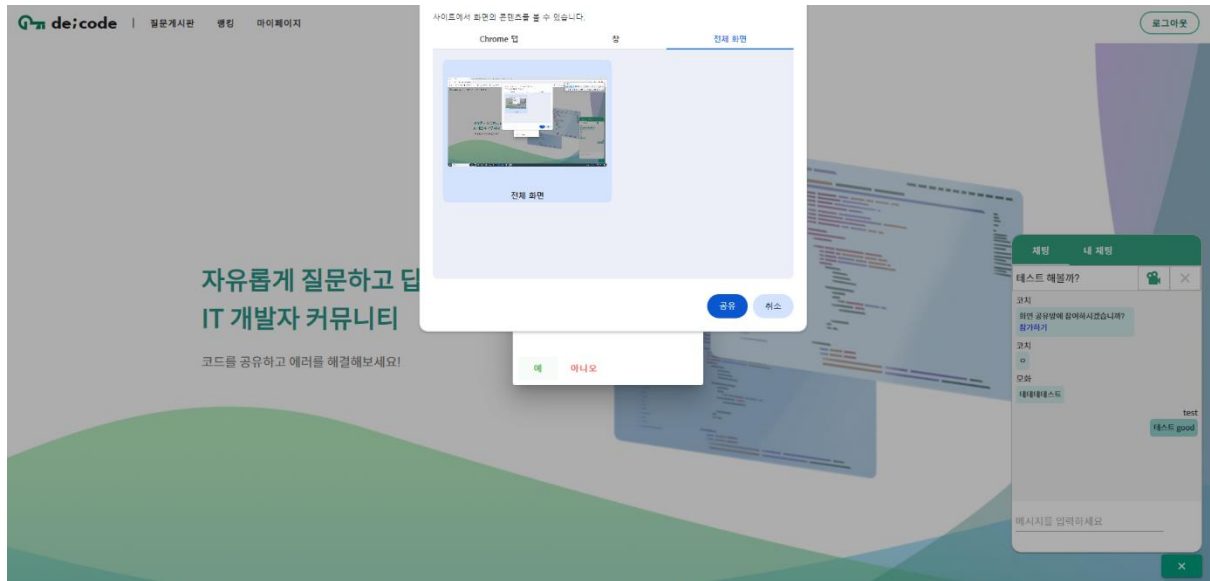 de;code | 질문게시판 랭킹 마이페이지
로그아웃
사이트에서 화면의 콘텐츠를 볼 수 있습니다.
Chrome 탭 창 전체 화면
전체 화면
공유 취소
예 아니오
자유롭게 질문하고 답
IT 개발자 커뮤니티
코드를 공유하고 에러를 해결해보세요!
채팅 내 채팅
테스트 해볼까?
코치
화면 공유방에 참여하시겠습니까?
참가하기
코치
ㅇ
모화
테테테테스트
test
테스트 good
메시지를 입력하세요